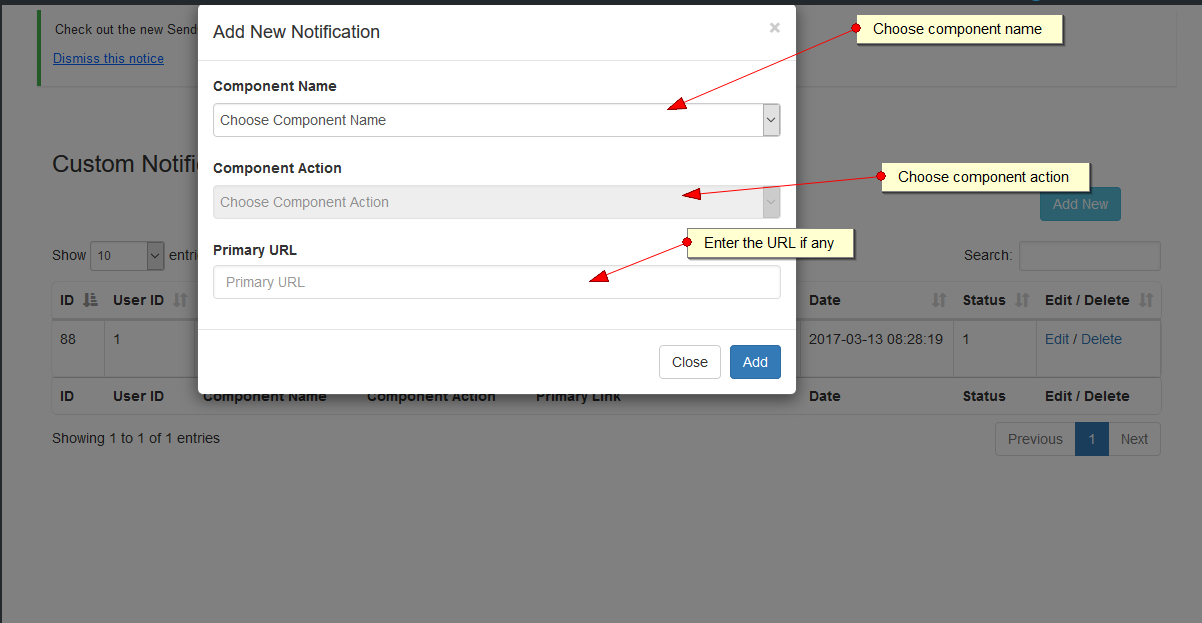 Check out the new Send
Dismiss this notice
Add New Notification
×
Choose component name
Component Name
Choose Component Name
Custom Notifi
Component Action
Choose Component Action
Choose component action
Add New
Primary URL
Enter the URL if any
Primary URL
Show 10 entri
Search:
ID User ID Date Status Edit / Delete
88 1 2017-03-13 08:28:19 1 Edit / Delete
Close Add
ID User ID Component Name Component Action Primary Link Date Status Edit / Delete
Showing 1 to 1 of 1 entries
Previous 1 Next